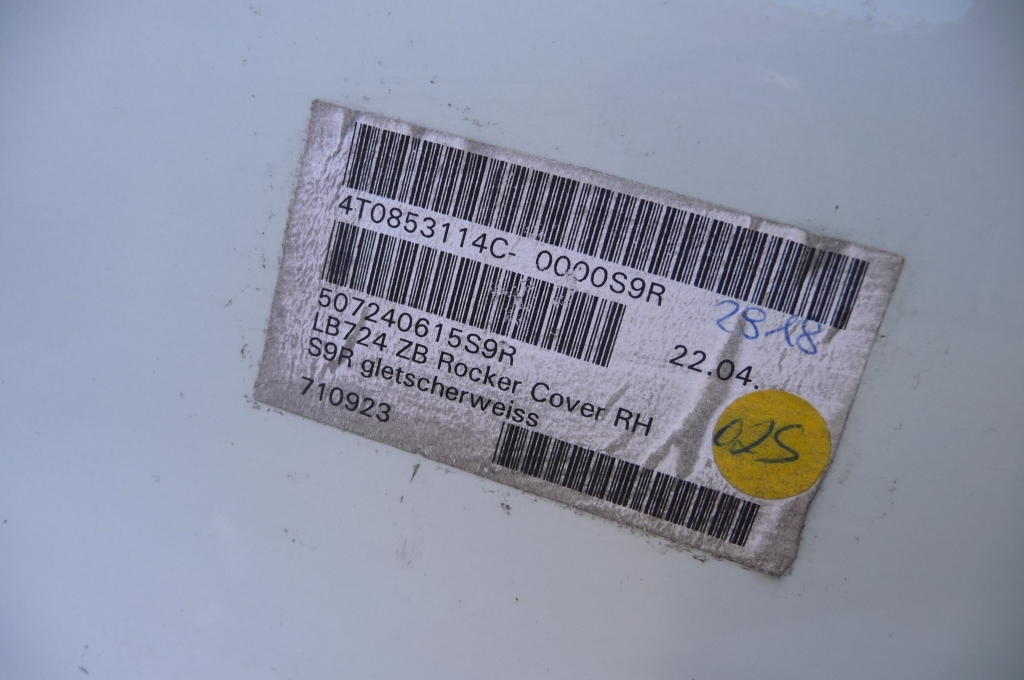 4T0853114C- 0000S9R
2818
507240615S9R
22.04.
LB724 ZB Rocker Cover RH
S9R gletscherweiss
710923
025